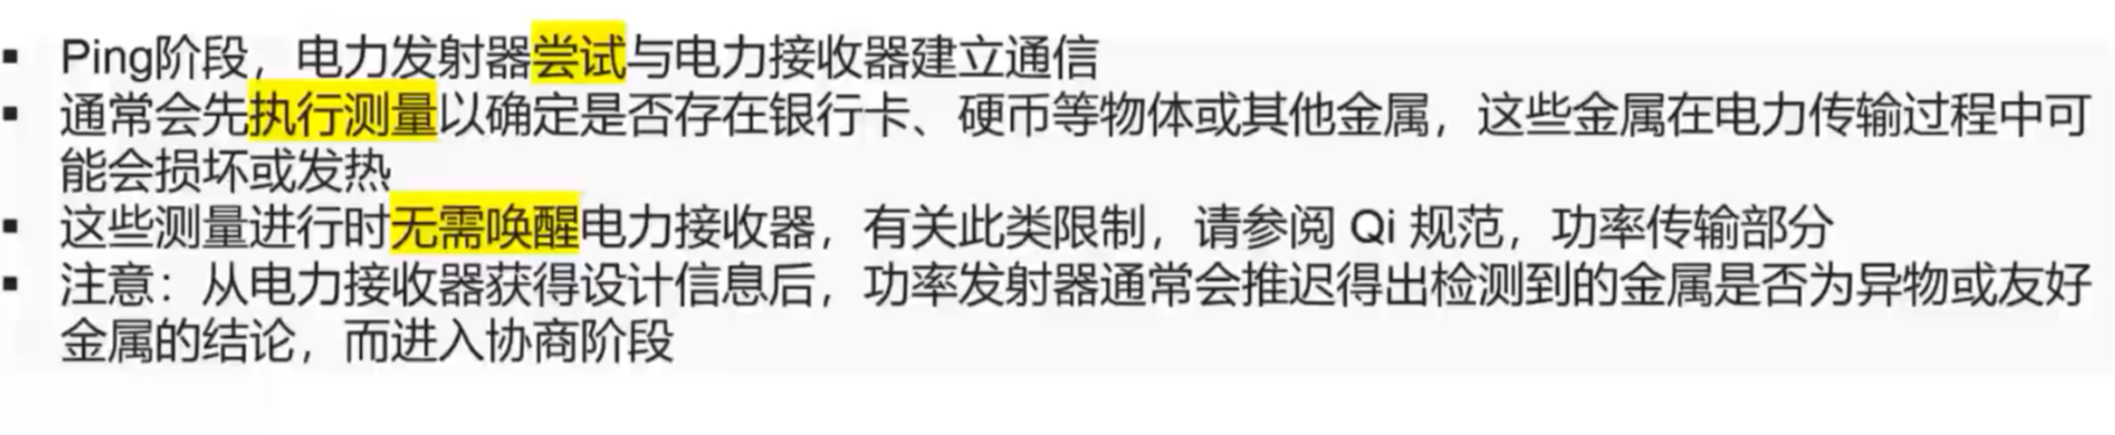 ▪ Ping阶段，电力发射器尝试与电力接收器建立通信
▪ 通常会先执行测量以确定是否存在银行卡、硬币等物体或其他金属，这些金属在电力传输过程中可
能会损坏或发热
▪ 这些测量进行时无需唤醒电力接收器，有关此类限制，请参阅 Qi 规范，功率传输部分
▪ 注意：从电力接收器获得设计信息后，功率发射器通常会推迟得出检测到的金属是否为异物或友好
金属的结论，而进入协商阶段